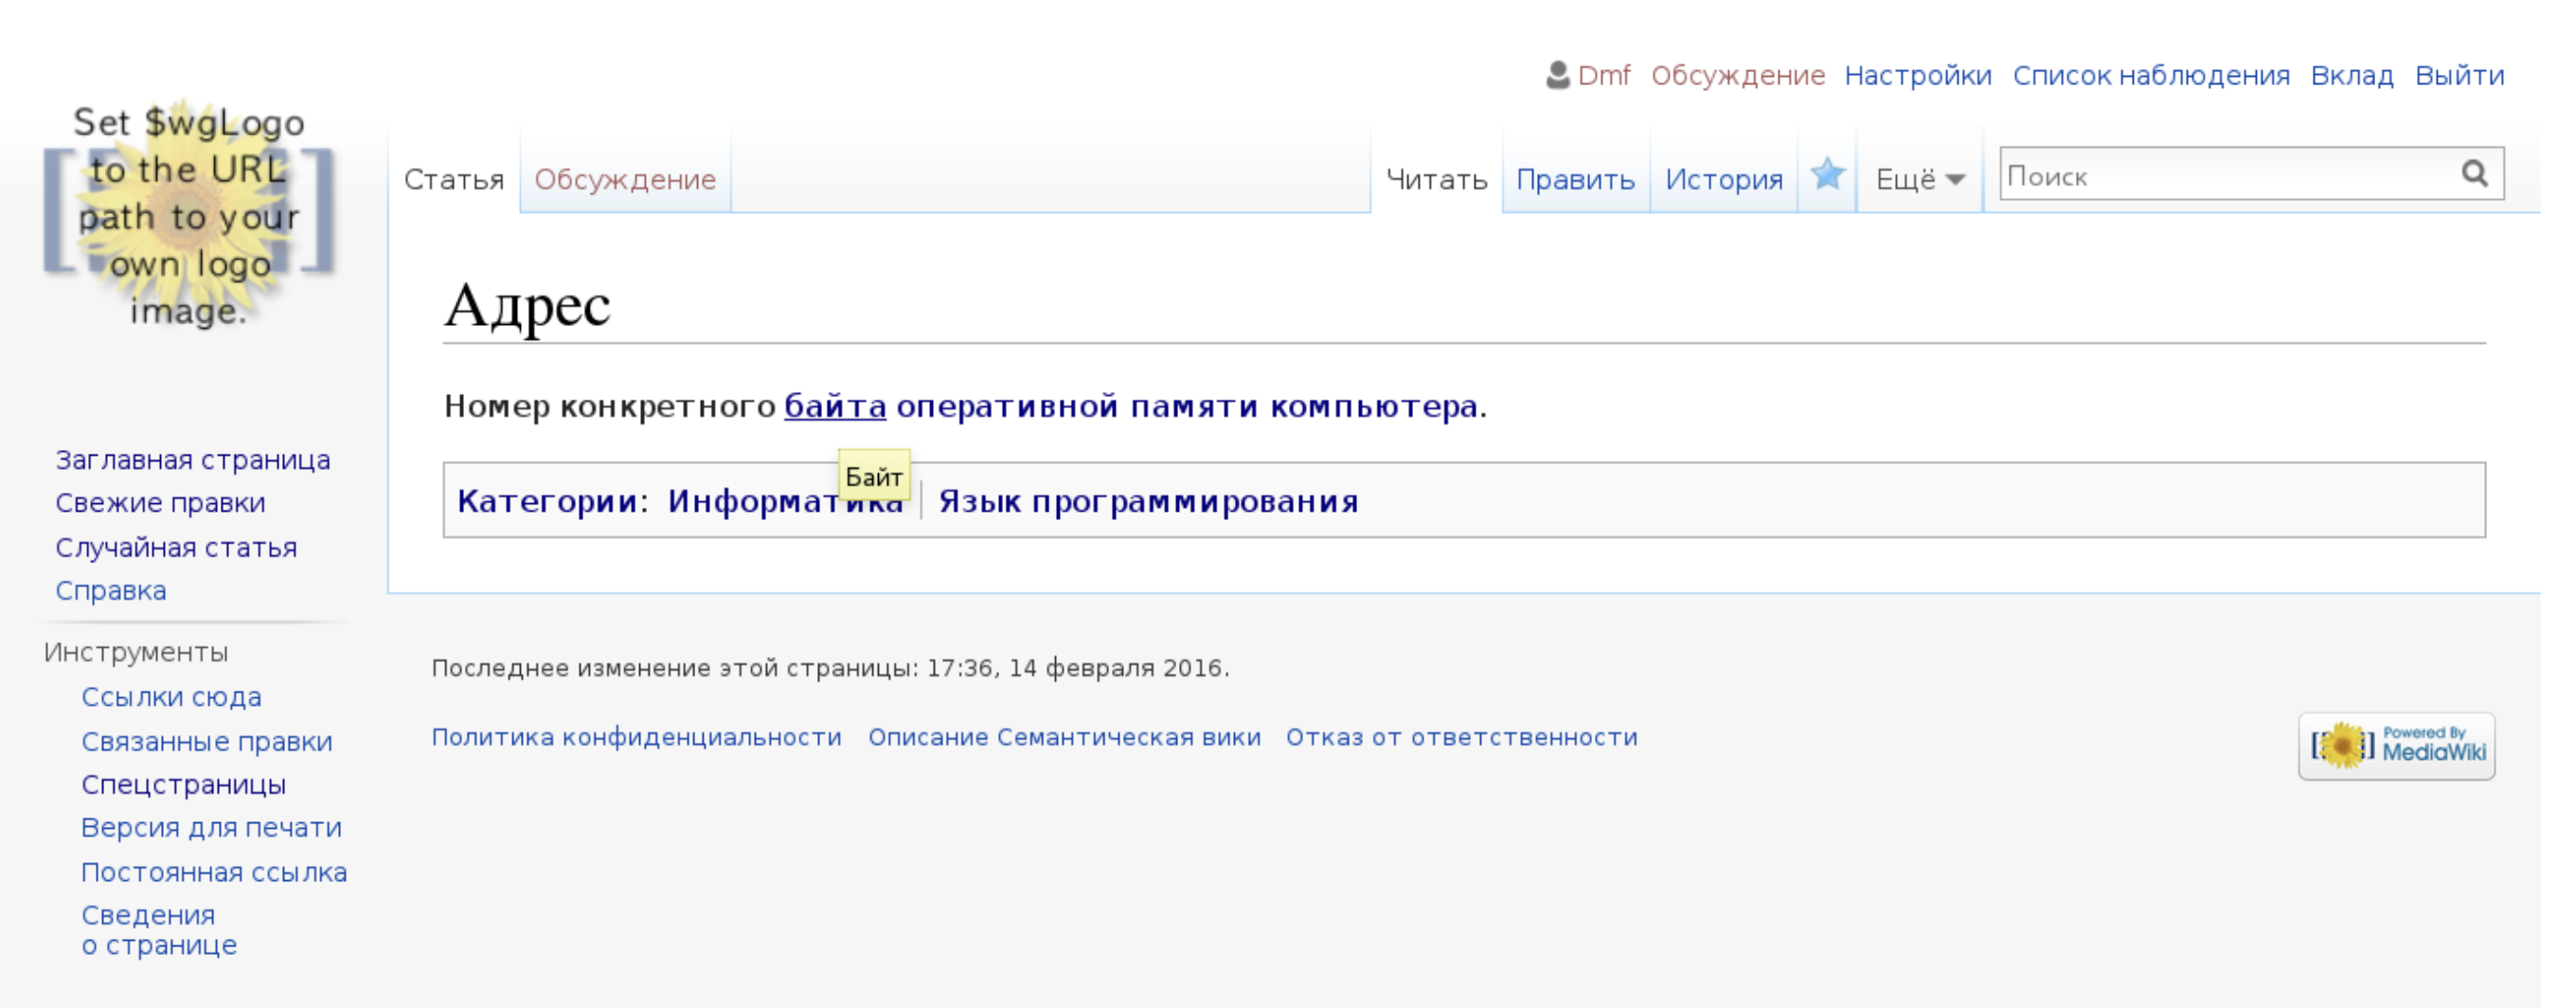 Dmf Обсуждение Настройки Список наблюдения Вклад Выйти
Set $wgLogo
to the URL
path to your
own logo
image.
Статья Обсуждение Читать Править История Ещё Поиск
Адрес
Номер конкретного байта оперативной памяти компьютера.
Байт
Категории: Информатика | Язык программирования
Заглавная страница
Свежие правки
Случайная статья
Справка
Инструменты
Ссылки сюда
Связанные правки
Спецстраницы
Версия для печати
Постоянная ссылка
Сведения
о странице
Последнее изменение этой страницы: 17:36, 14 февраля 2016.
Политика конфиденциальности Описание Семантическая вики Отказ от ответственности
Powered By
MediaWiki